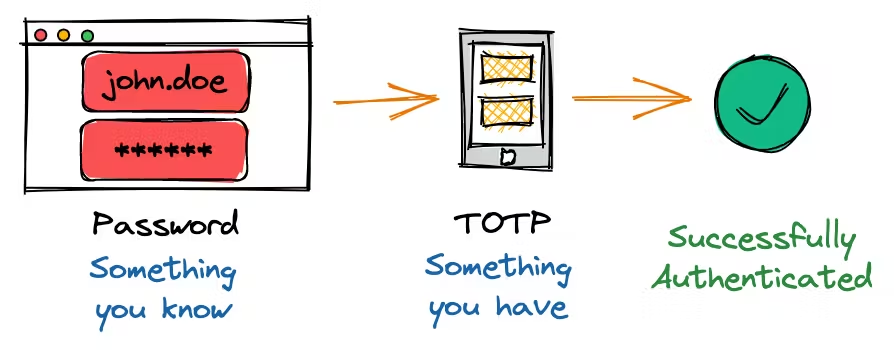 john.doe
******
Password
Something
you know
TOTP
Something
you have
Successfully
Authenticated